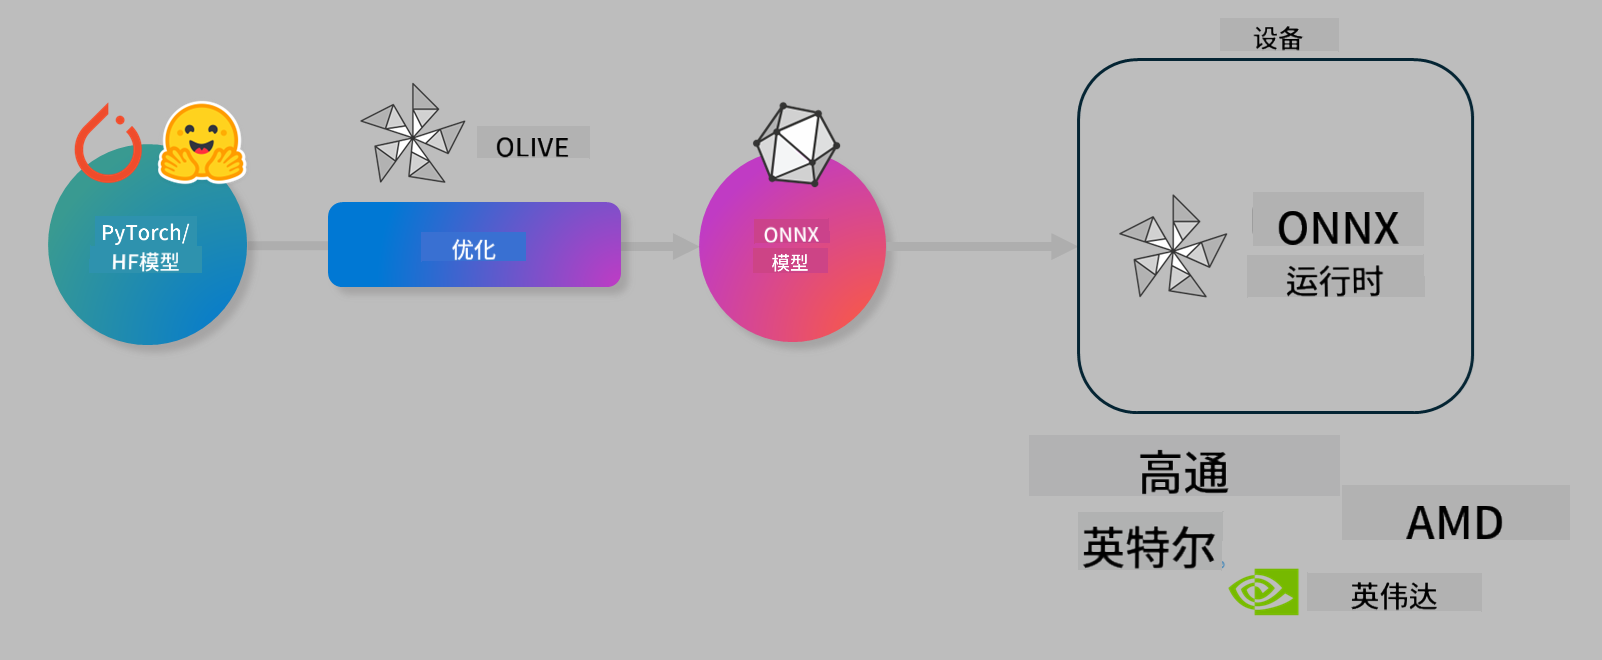 设备
OLIVE
PyTorch/
HF模型
优化
ONNX
模型
ONNX
运行时
高通
AMD
英特尔
英伟达